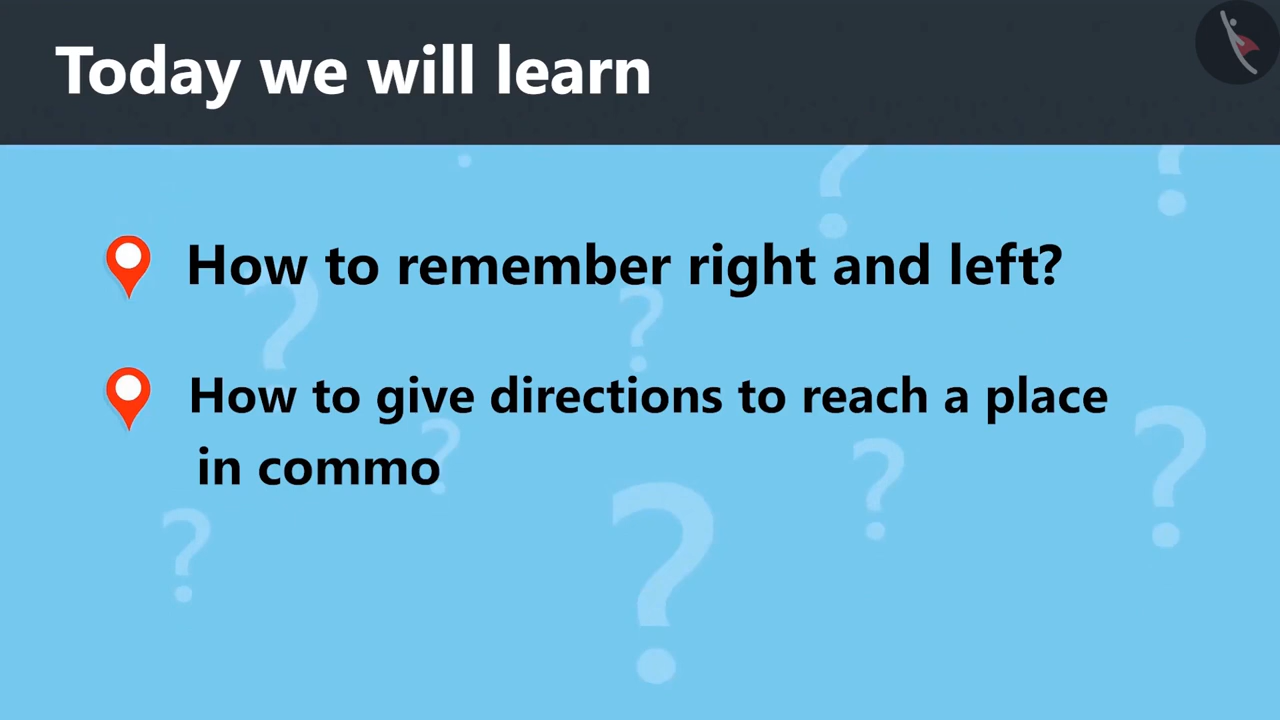 Today we will learn
How to remember right and left?
How to give directions to reach a place
in commo